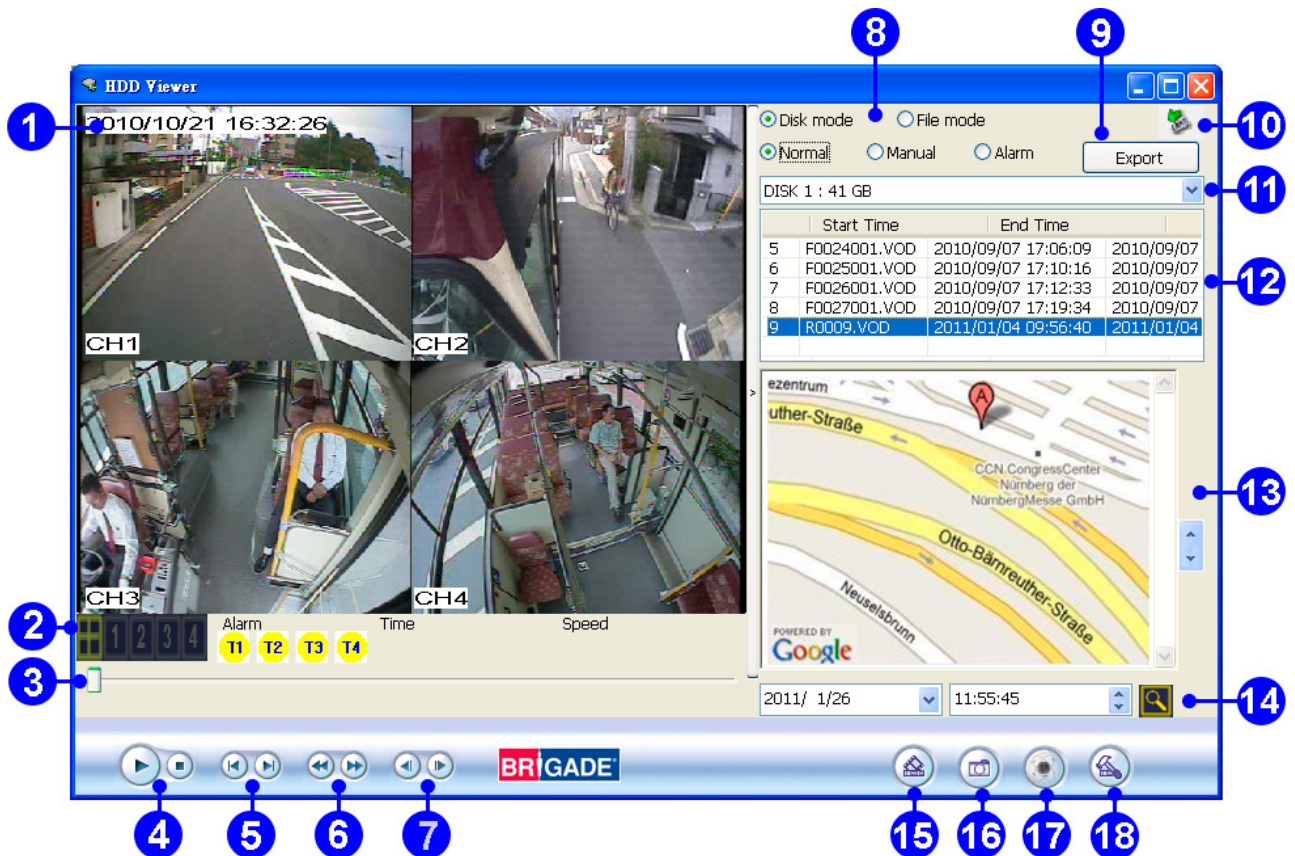 8
9
HDD Viewer
1
2010/10/21 16:32:26
Disk mode
File mode
10
Normal
Manual
Alarm
Export
DISK 1 : 41 GB
11
Start Time
End Time
5 F0024001.VOD 2010/09/07 17:06:09 2010/09/07
6 F0025001.VOD 2010/09/07 17:10:16 2010/09/07
12
7 F0026001.VOD 2010/09/07 17:12:33 2010/09/07
8 F0027001.VOD 2010/09/07 17:19:34 2010/09/07
9 R0009.VOD 2011/01/04 09:56:40 2011/01/04
CH1
CH2
>
ezentrum
A
uther-Straße
CCN CongressCenter
Nürnberg der
NürnbergMesse GmbH
13
Otto-Bärnreuther-Straße
Neuselsbrunn
POWERED BY
Google
CH3
CH4
2
1 2 3 4
Alarm
Time
Speed
T1 T2 T3 T4
3
2011/ 1/26
11:55:45
14
BRIGADE
4
5
6
7
15
16
17
18